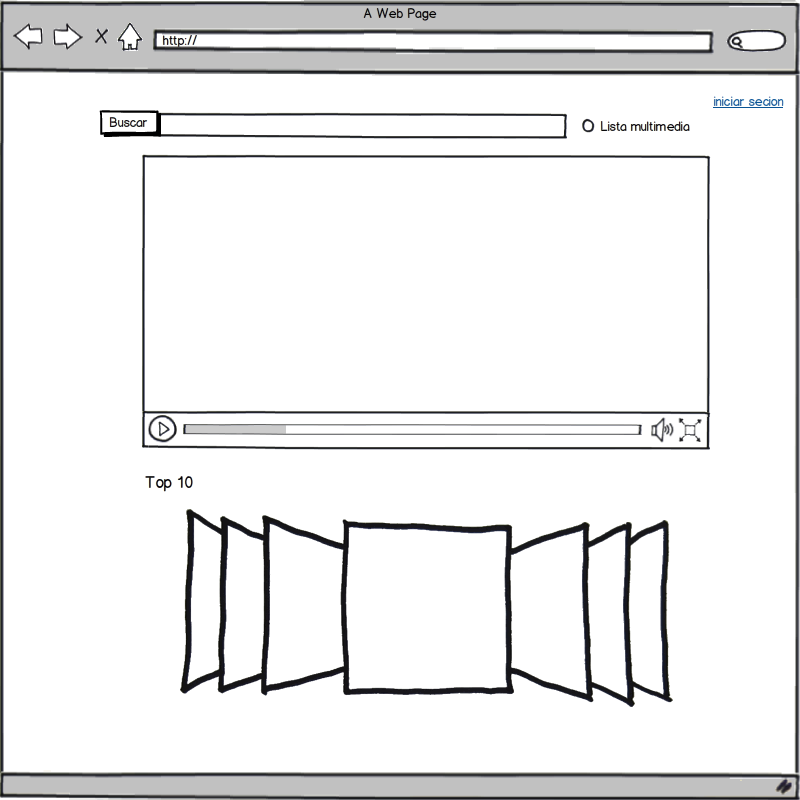 A Web Page
http://
iniciar secion
Buscar
Lista multimedia
Top 10